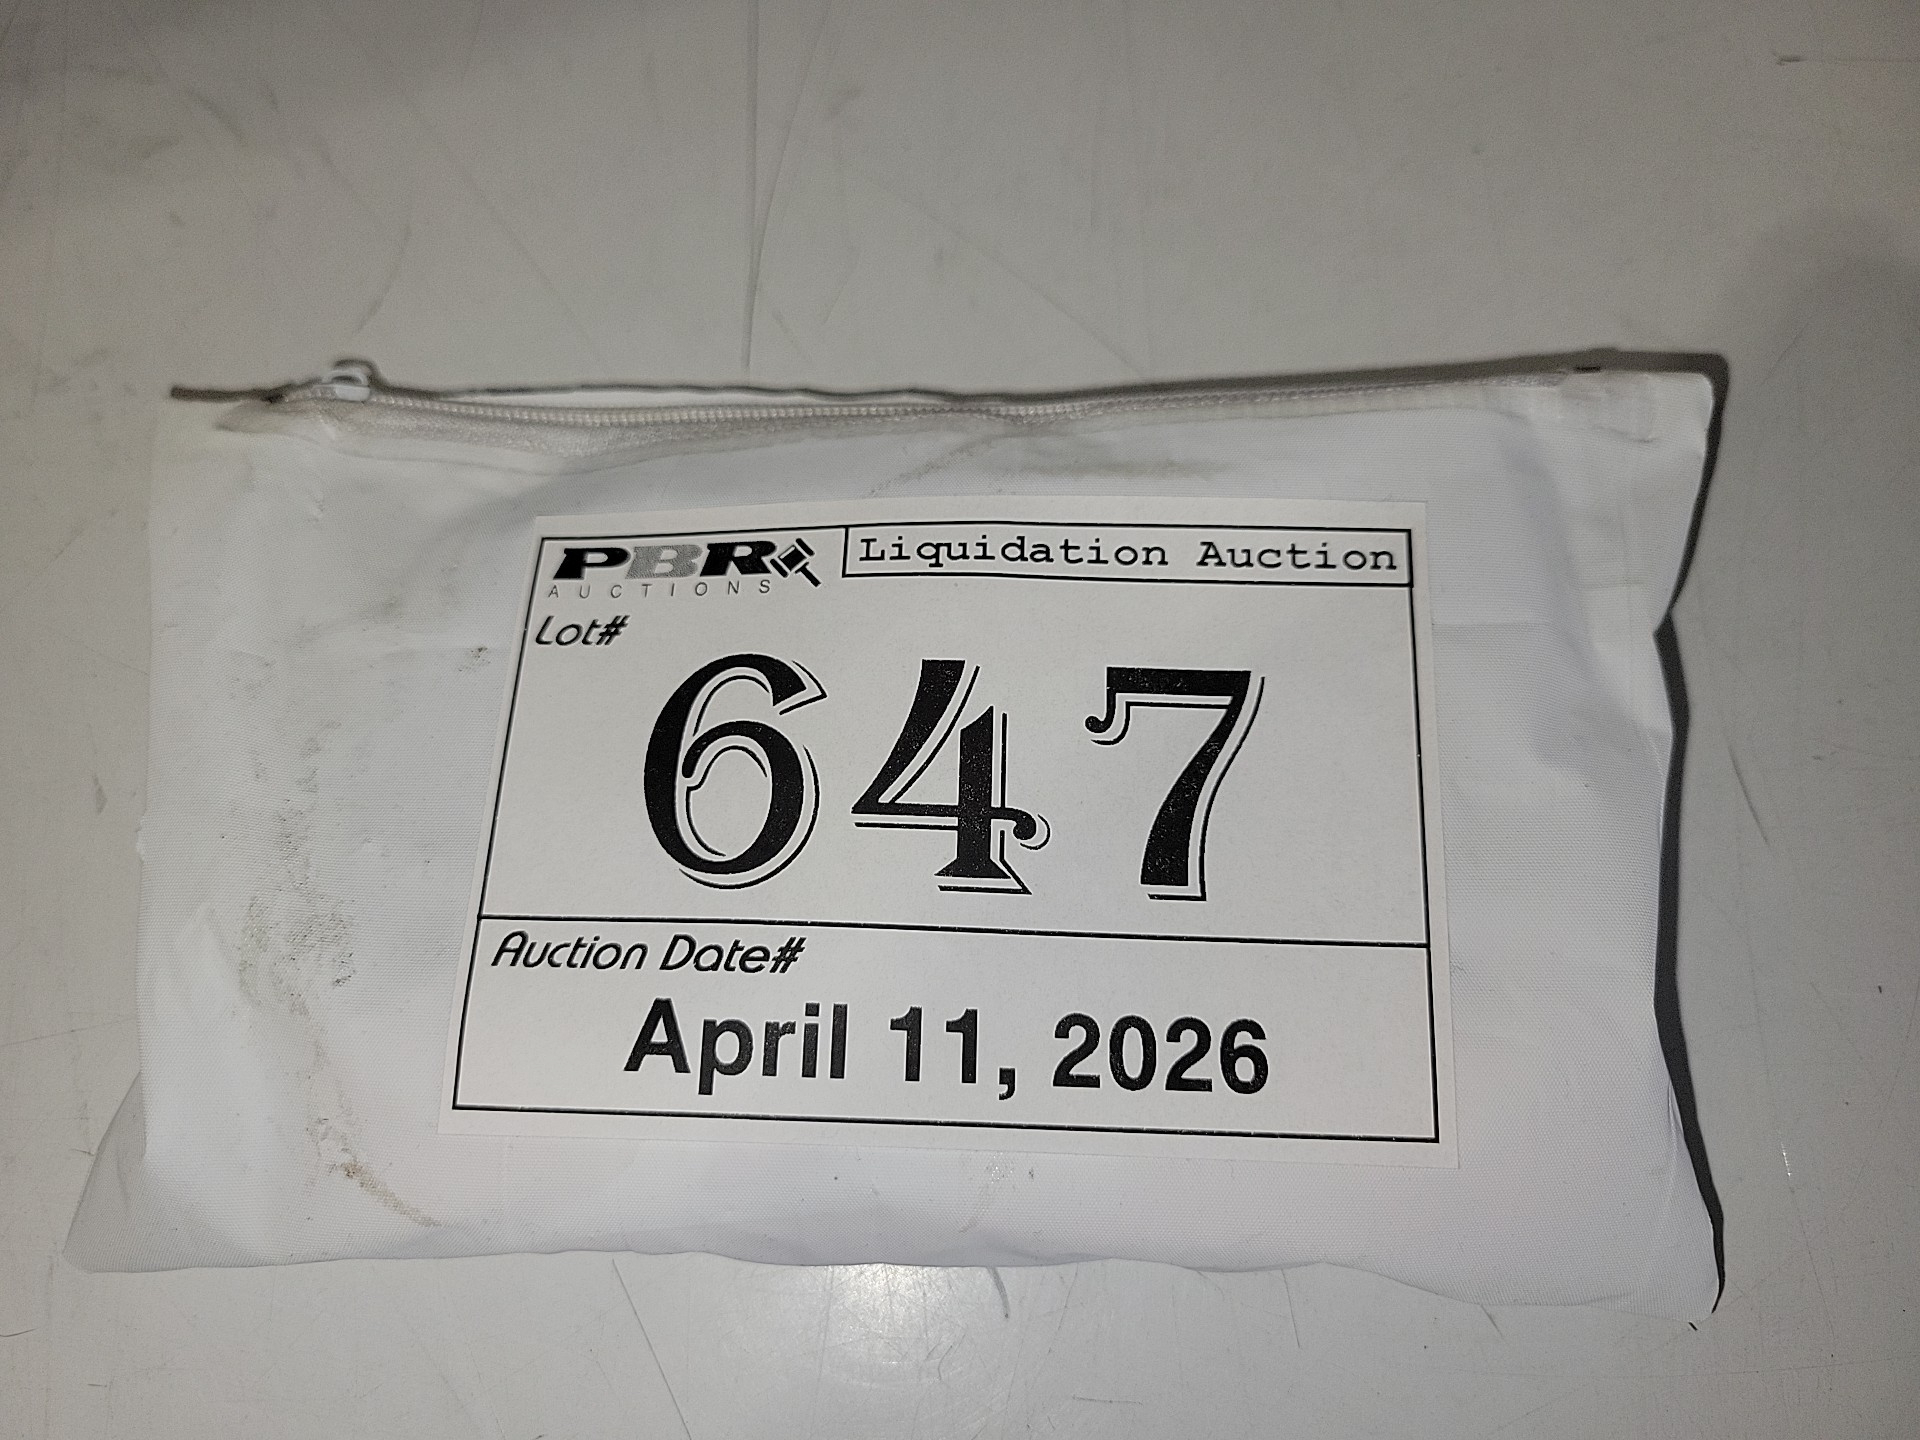 PBR
AUCTIONS
Liquidation Auction
Lot#
647
Auction Date#
April 11, 2026